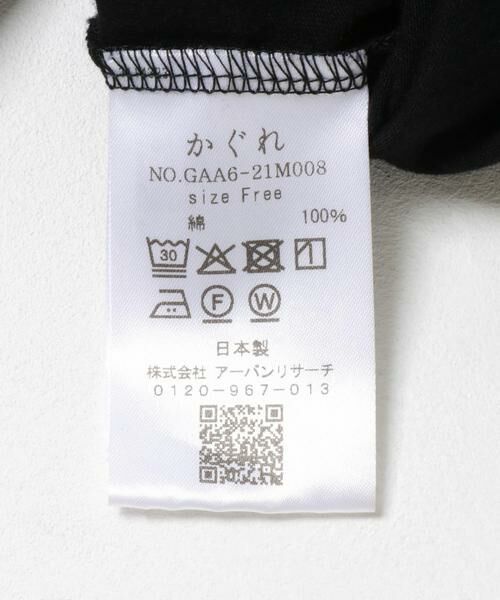 かぐれ
NO.GAA6-21M008
size Free
綿 100%
30
F W
日本製
株式会社 アーバンリサーチ
0120-967-013